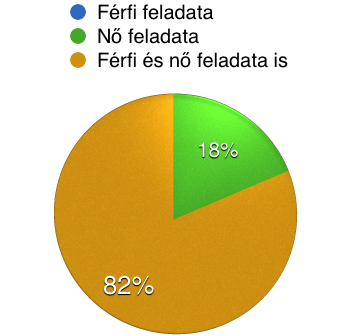 Férfi feladata
Nő feladata
Férfi és nő feladata is
18%
82%